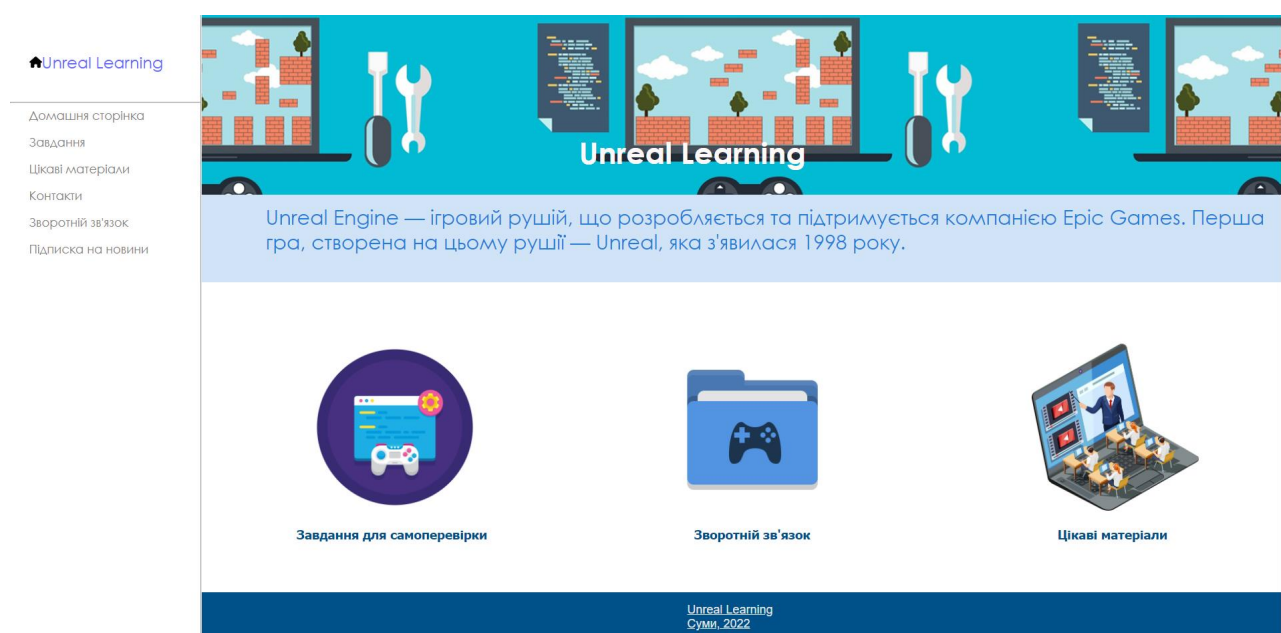 Unreal Learning
Домашня сторінка
Завдання
Цікаві матеріали
Контакти
Зворотній зв'язок
Підписка на новини
Unreal Learning
Unreal Engine — ігровий рушій, що розробляється та підтримується компанією Epic Games. Перша
гра, створена на цьому рушії — Unreal, яка з'явилася 1998 року.
Завдання для самоперевірки
Зворотній зв'язок
Цікаві матеріали
Unreal Learning
Суми, 2022